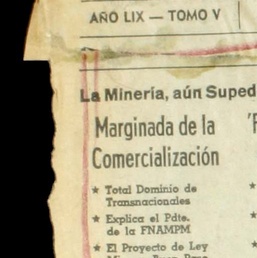 AÑO LIX — TOMO V
La Minería, aún Suped
Marginada de la
Comercialización
★ Total Dominio de
Transnacionales
★ Explica el Pdte.
de la FNAMPM
★ El Proyecto de Ley